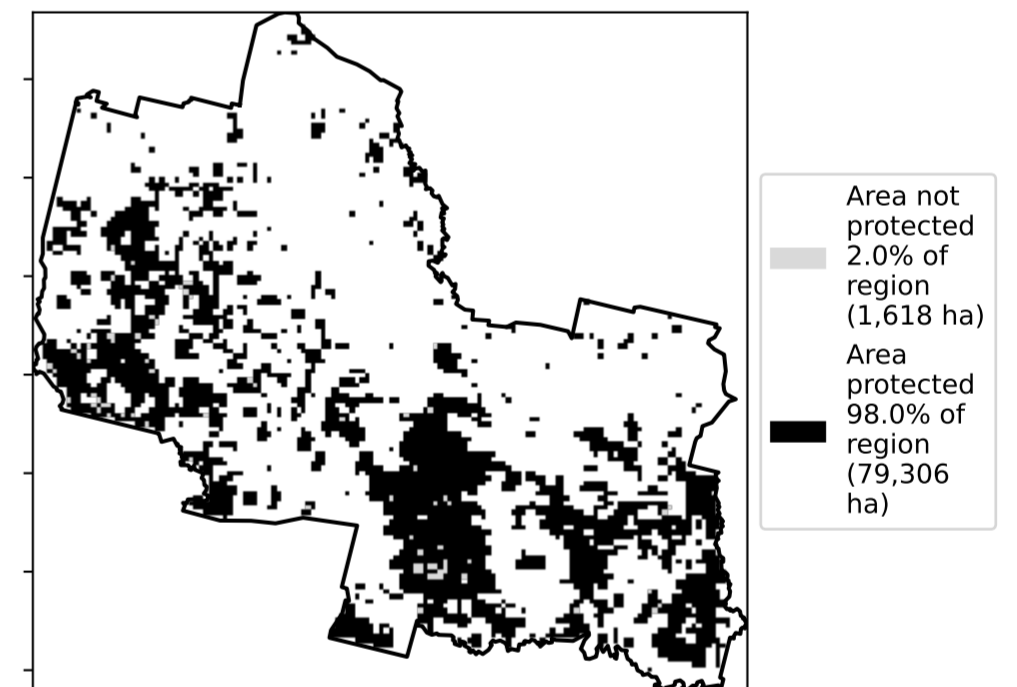 Area not
protected
2.0% of
region
(1,618 ha)
Area
protected
98.0% of
region
(79,306
ha)